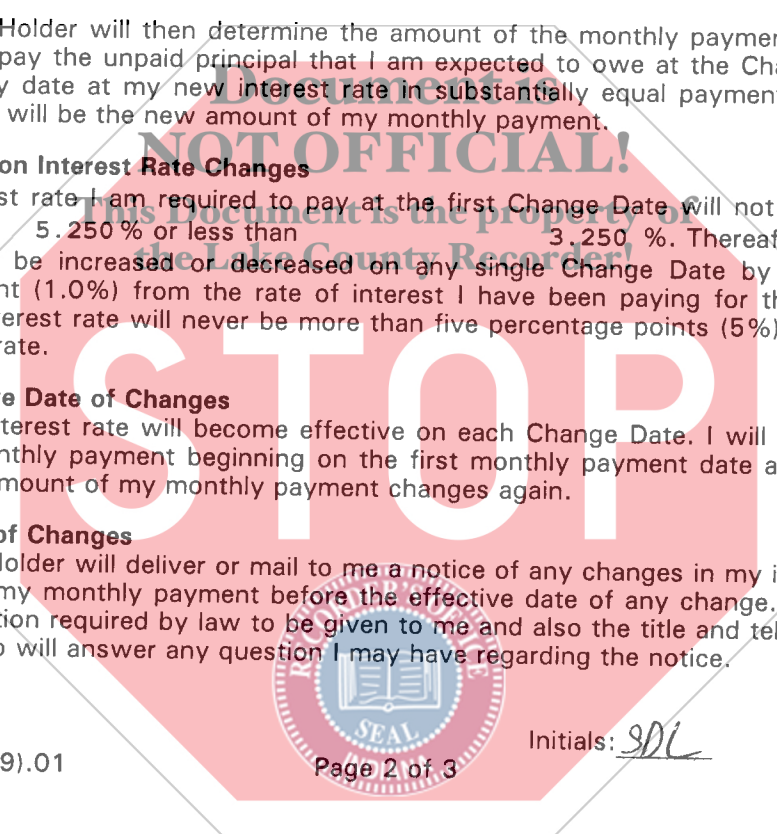 Holder will then determine the amount of the monthly paymen
pay the unpaid principal that I am expected to owe at the Cha
y date at my new interest rate in substantially equal payment
will be the new amount of my monthly payment.
on Interest Rate Changes
st rate I am required to pay at the first Change Date will not
5.250 % or less than 3.250 %. Thereaf
be increased or decreased on any single Change Date by
nt (1.0%) from the rate of interest I have been paying for th
erest rate will never be more than five percentage points (5%)
rate.
e Date of Changes
terest rate will become effective on each Change Date. I will
nthly payment beginning on the first monthly payment date a
mount of my monthly payment changes again.
of Changes
Holder will deliver or mail to me a notice of any changes in my i
my monthly payment before the effective date of any change.
tion required by law to be given to me and also the title and tel
o will answer any question I may have regarding the notice.
Initials: SDL
9).01
Page 2 of 3
Document is
NOT OFFICIAL!
This Document is the property of
the Lake County Recorder!
STOP
RECORDER'S OFFICE
SEAL